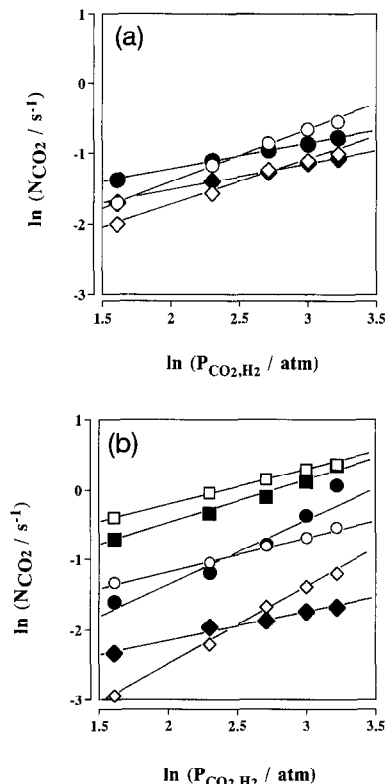 (a)
1
0
-1
-2
-3
ln (NCO2 / s-1)
1.5 2 2.5 3 3.5
ln (PCO2,H2 / atm)
(b)
1
0
-1
-2
-3
ln (NCO2 / s-1)
1.5 2 2.5 3 3.5
ln (PCO2,H2 / atm)